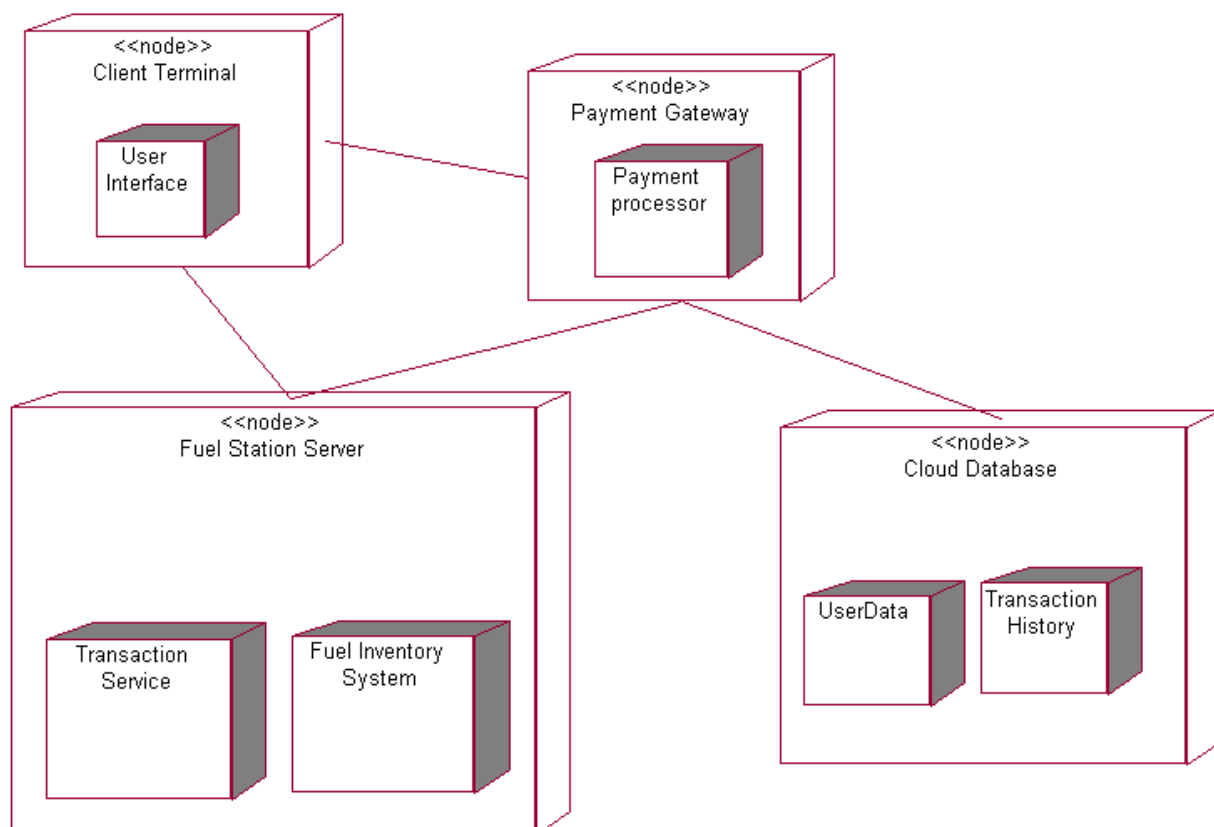 <<node>>
Client Terminal
User
Interface
<<node>>
Payment Gateway
Payment
processor
<<node>>
Fuel Station Server
Transaction
Service
Fuel Inventory
System
<<node>>
Cloud Database
UserData
Transaction
History